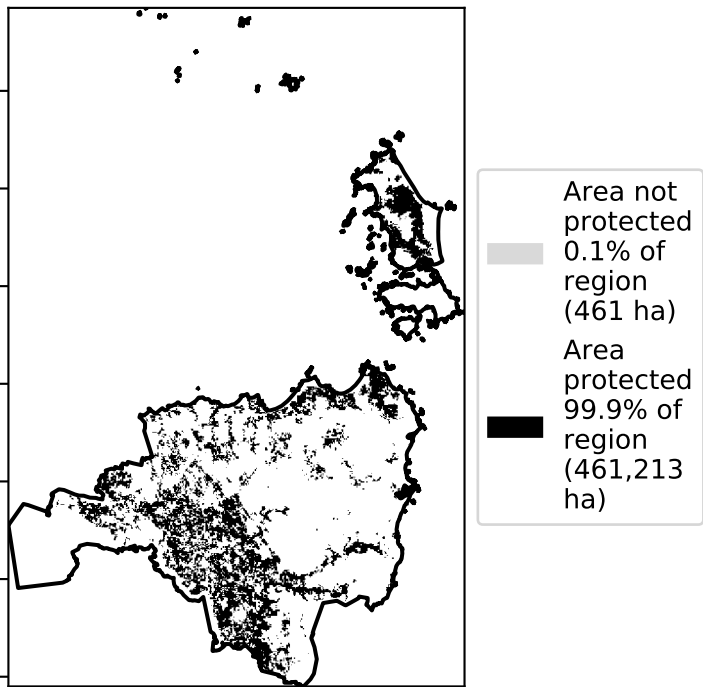 Area not
protected
0.1% of
region
(461 ha)
Area
protected
99.9% of
region
(461,213
ha)